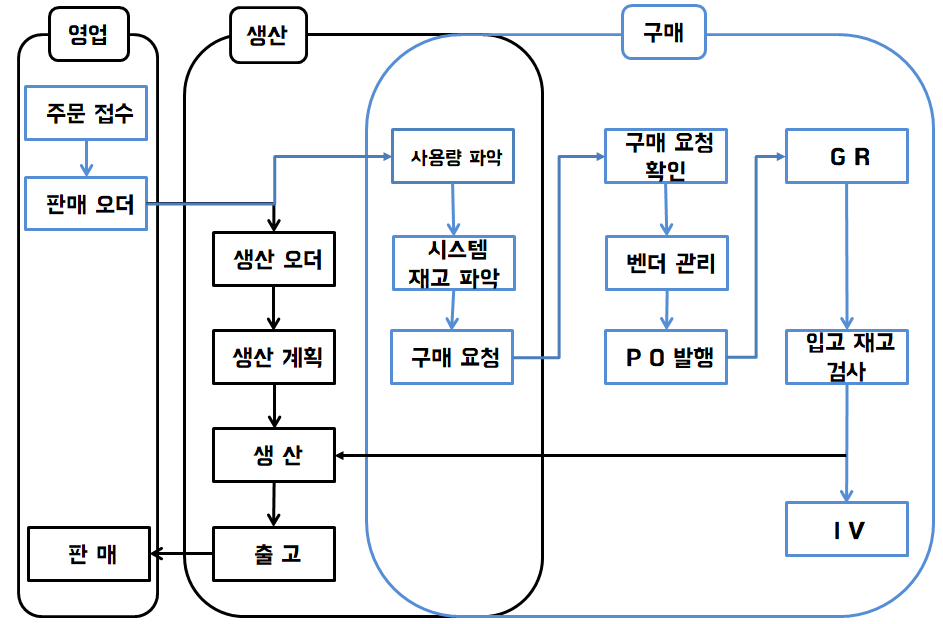 영업
생산
구매
주문 접수
판매 오더
판 매
생산 오더
생산 계획
생 산
출 고
사용량 파악
시스템
재고 파악
구매 요청
구매 요청
확인
벤더 관리
P O 발행
G R
입고 재고
검사
I V